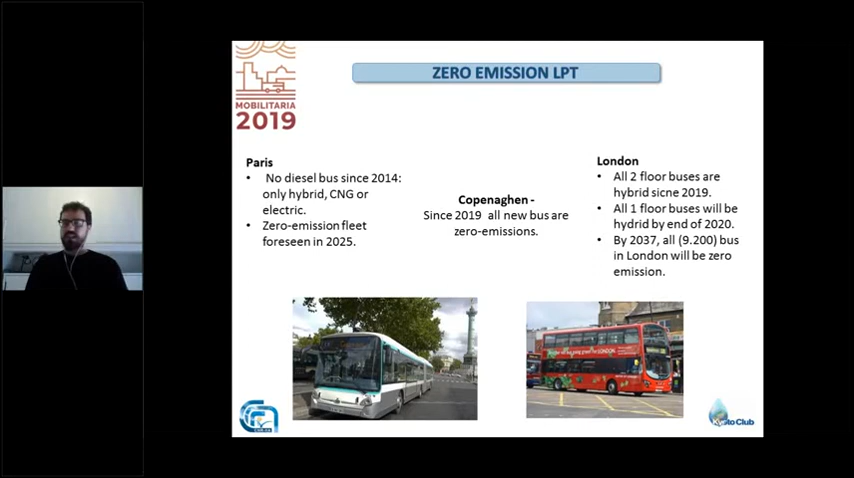 MOBILITARIA
2019
ZERO EMISSION LPT
Paris
• No diesel bus since 2014:
only hybrid, CNG or
electric.
• Zero-emission fleet
foreseen in 2025.
Copenaghen -
Since 2019 all new bus are
zero-emissions.
London
• All 2 floor buses are
hybrid sicne 2019.
• All 1 floor buses will be
hydrid by end of 2020.
• By 2037, all (9.200) bus
in London will be zero
emission.
Kyoto Club